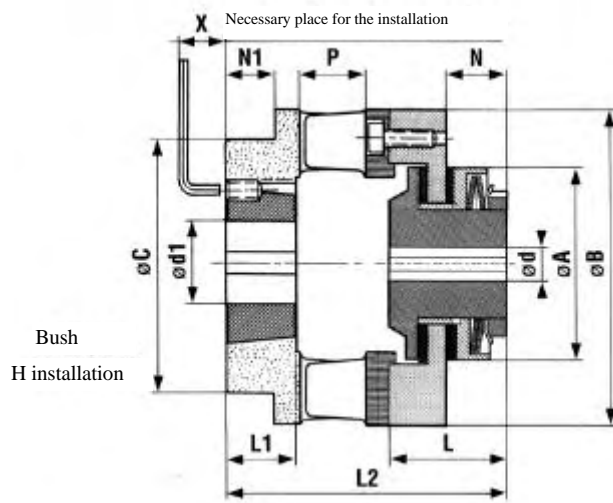 X
Necessary place for the installation
N1
P
N
øC
ød1
ød
øA
øB
Bush
H installation
L1
L
L2